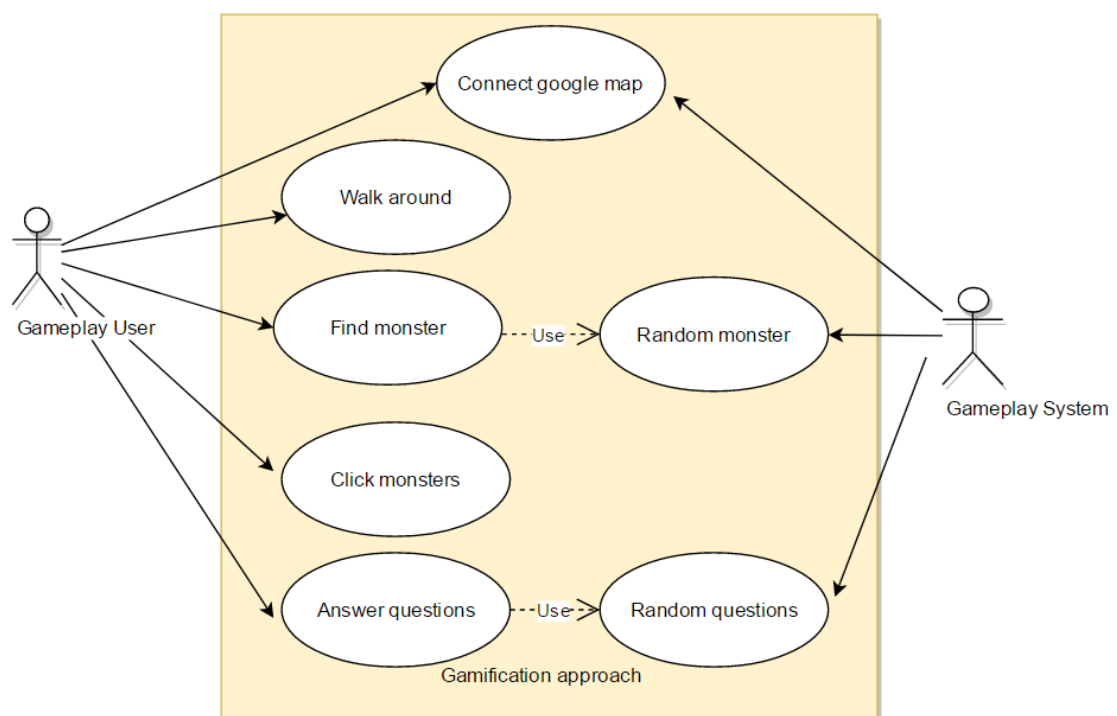 Connect google map
Walk around
Gameplay User
Find monster
Use
Random monster
Gameplay System
Click monsters
Answer questions
Use
Random questions
Gamification approach